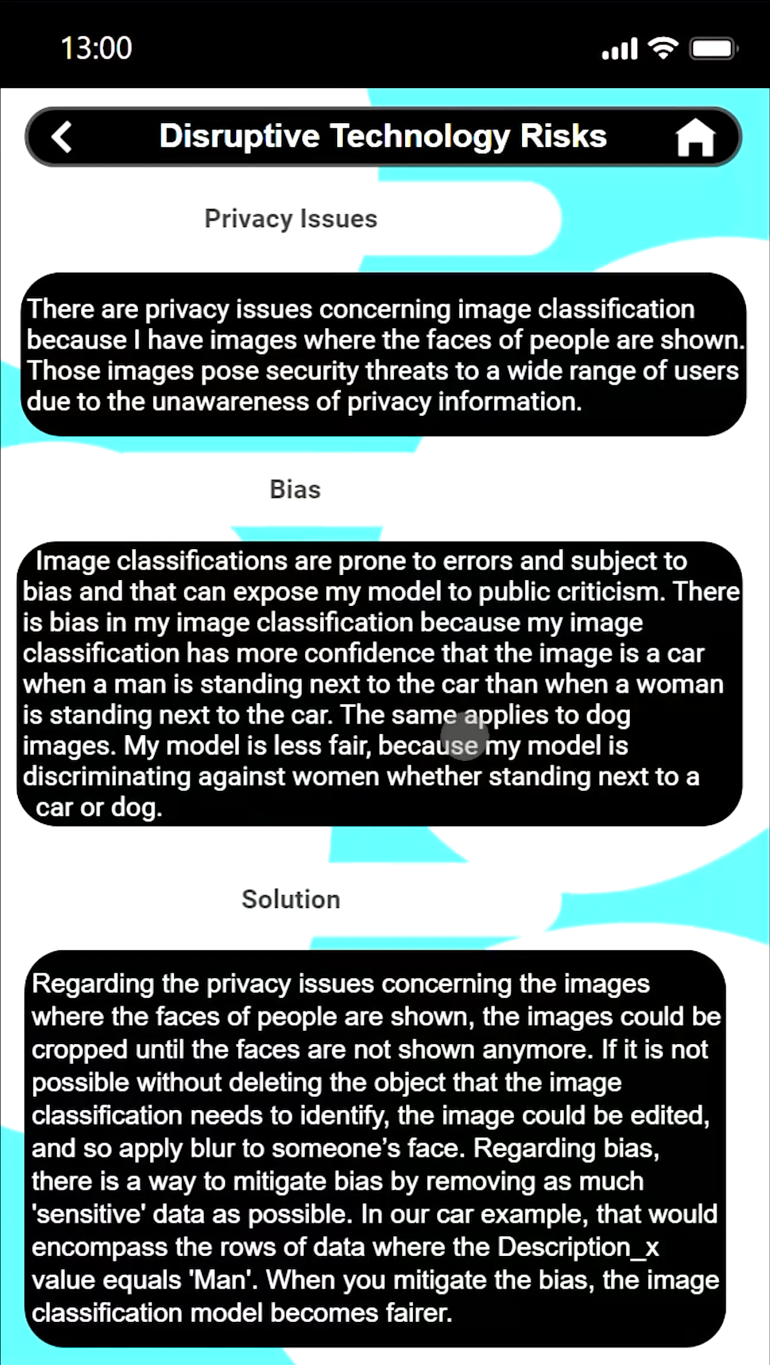 13:00
Disruptive Technology Risks
Privacy Issues
There are privacy issues concerning image classification
because I have images where the faces of people are shown.
Those images pose security threats to a wide range of users
due to the unawareness of privacy information.
Bias
Image classifications are prone to errors and subject to
bias and that can expose my model to public criticism. There
is bias in my image classification because my image
classification has more confidence that the image is a car
when a man is standing next to the car than when a woman
is standing next to the car. The same applies to dog
images. My model is less fair, because my model is
discriminating against women whether standing next to a
car or dog.
Solution
Regarding the privacy issues concerning the images
where the faces of people are shown, the images could be
cropped until the faces are not shown anymore. If it is not
possible without deleting the object that the image
classification needs to identify, the image could be edited,
and so apply blur to someone’s face. Regarding bias,
there is a way to mitigate bias by removing as much
'sensitive' data as possible. In our car example, that would
encompass the rows of data where the Description_x
value equals 'Man'. When you mitigate the bias, the image
classification model becomes fairer.